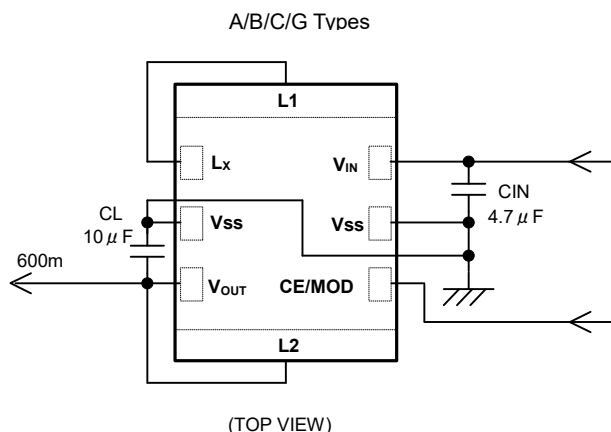 A/B/C/G Types
L1
LX
VIN
CL
10μF
VSS
VSS
CIN
4.7μF
600m
VOUT
CE/MOD
L2
(TOP VIEW)